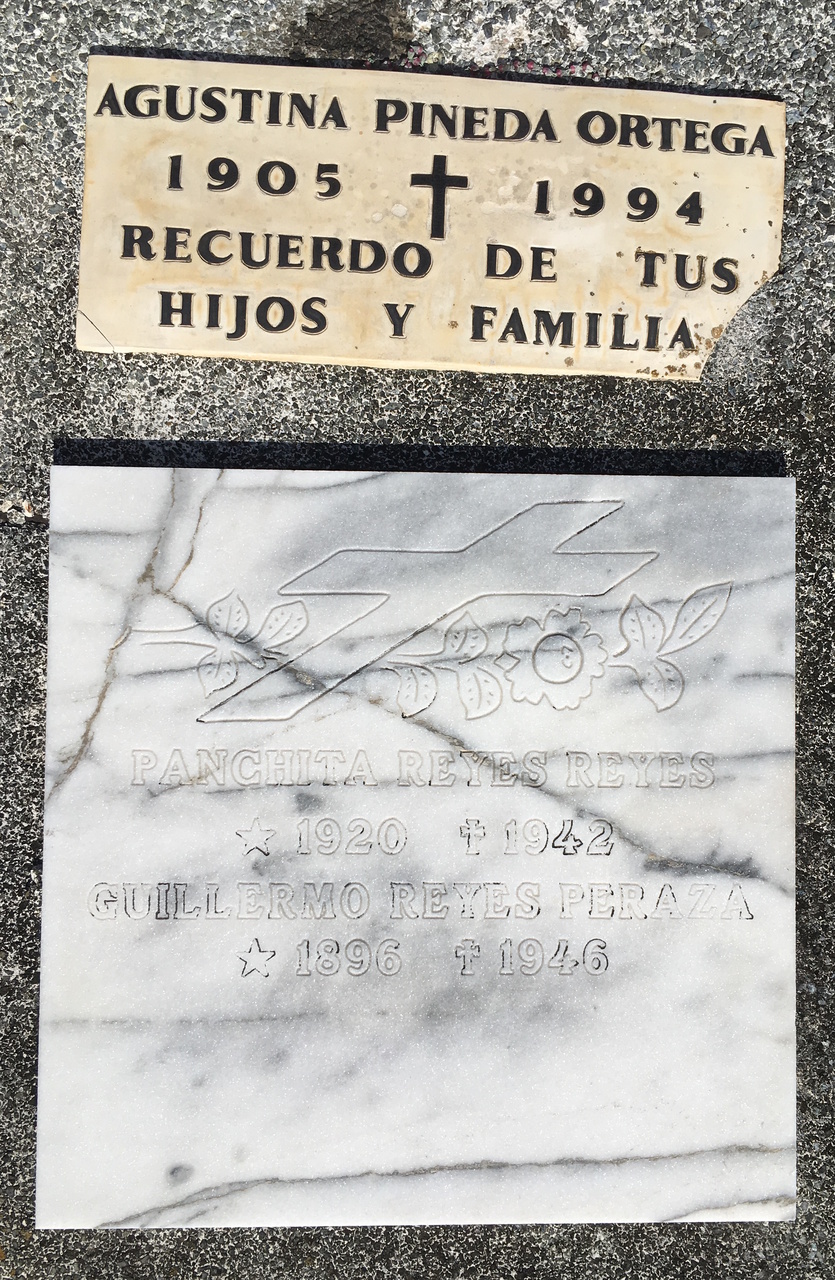 AGUSTINA PINEDA ORTEGA
1905 ✝ 1994
RECUERDO DE TUS
HIJOS Y FAMILIA
PANCHITA REYES REYES
☆ 1920 ✝ 1942
GUILLERMO REYES PERAZA
☆ 1896 ✝ 1946